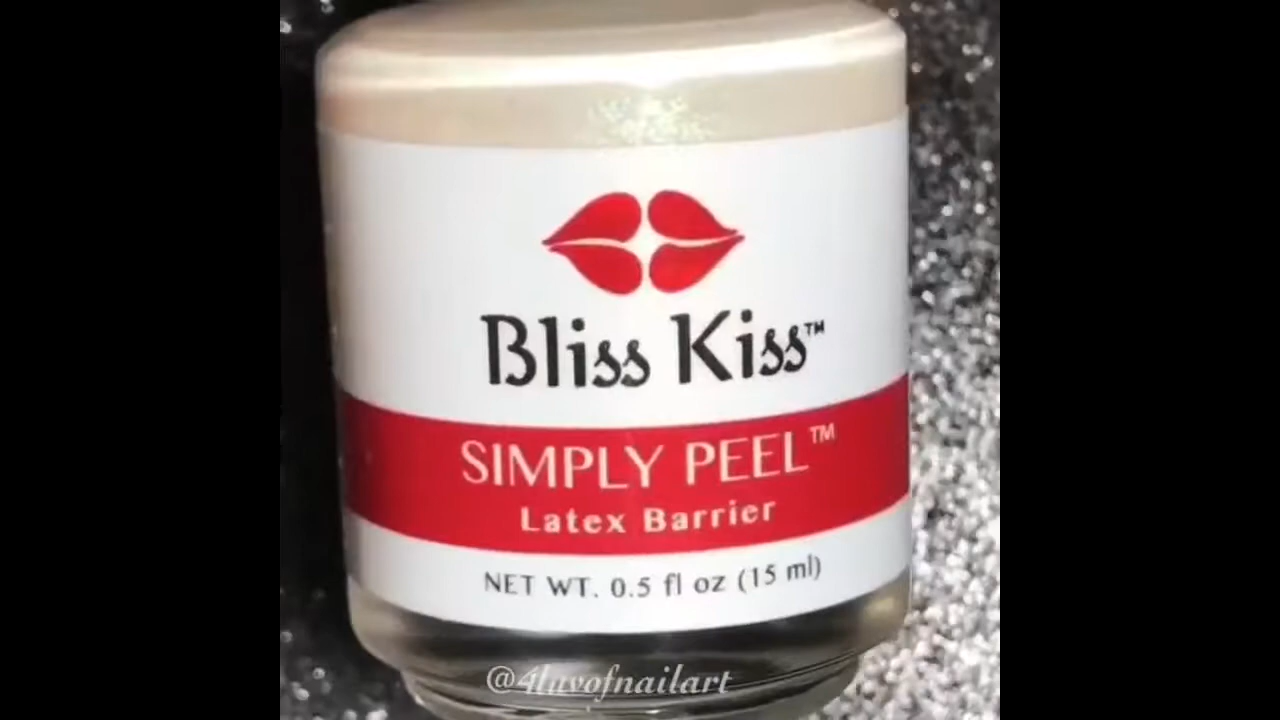 Bliss Kiss™
SIMPLY PEEL™
Latex Barrier
NET WT. 0.5 fl oz (15 ml)
@4luvofnailart